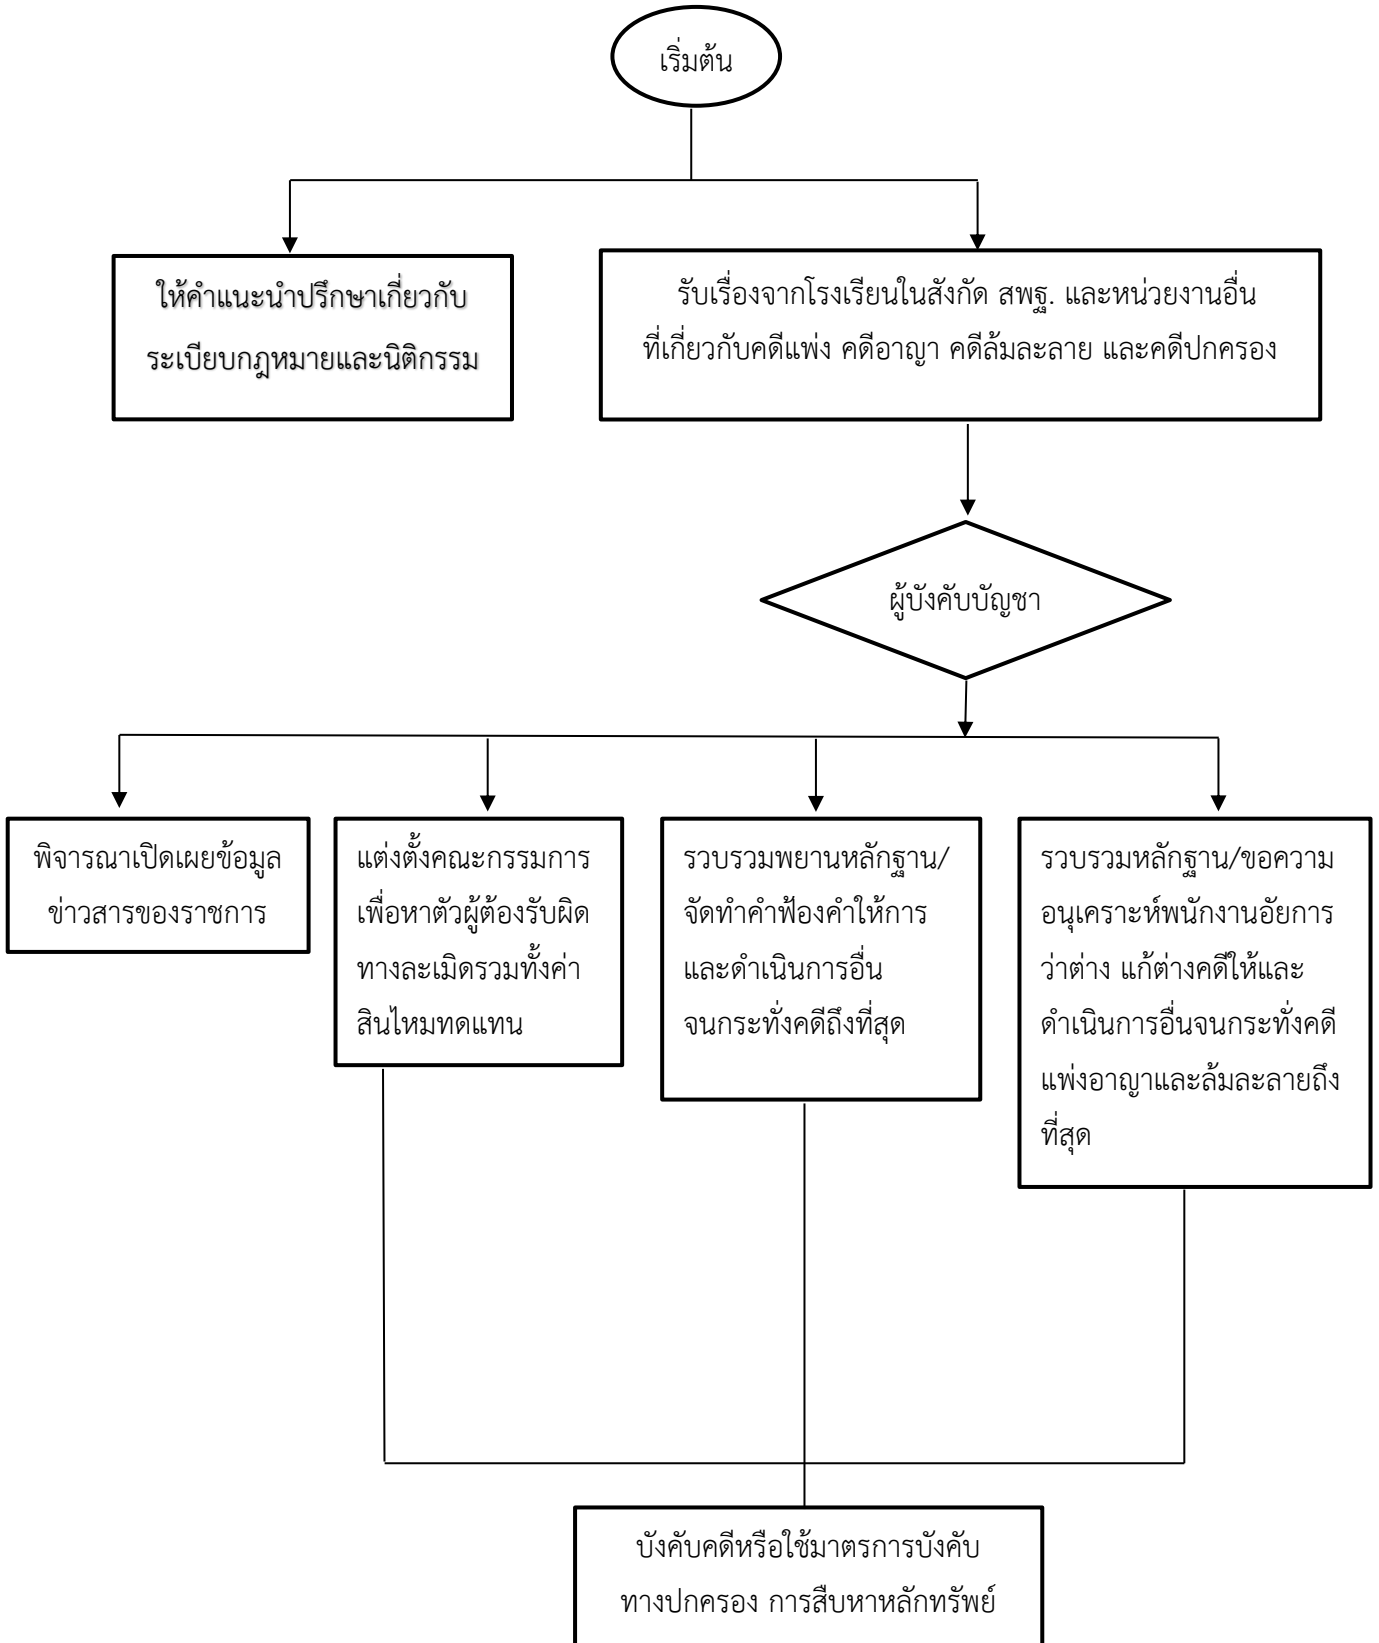 เริ่มต้น
ให้คำแนะนำปรึกษาเกี่ยวกับ
ระเบียบกฎหมายและนิติกรรม
รับเรื่องจากโรงเรียนในสังกัด สพฐ. และหน่วยงานอื่น
ที่เกี่ยวกับคดีแพ่ง คดีอาญา คดีล้มละลาย และคดีปกครอง
ผู้บังคับบัญชา
พิจารณาเปิดเผยข้อมูล
ข่าวสารของราชการ
แต่งตั้งคณะกรรมการ
เพื่อหาตัวผู้ต้องรับผิด
ทางละเมิดรวมทั้งค่า
สินไหมทดแทน
รวบรวมพยานหลักฐาน/
จัดทำคำฟ้องคำให้การ
และดำเนินการอื่น
จนกระทั่งคดีถึงที่สุด
รวบรวมหลักฐาน/ขอความ
อนุเคราะห์พนักงานอัยการ
ว่าต่าง แก้ต่างคดีให้และ
ดำเนินการอื่นจนกระทั่งคดี
แพ่งอาญาและล้มละลายถึง
ที่สุด
บังคับคดีหรือใช้มาตรการบังคับ
ทางปกครอง การสืบหาหลักทรัพย์